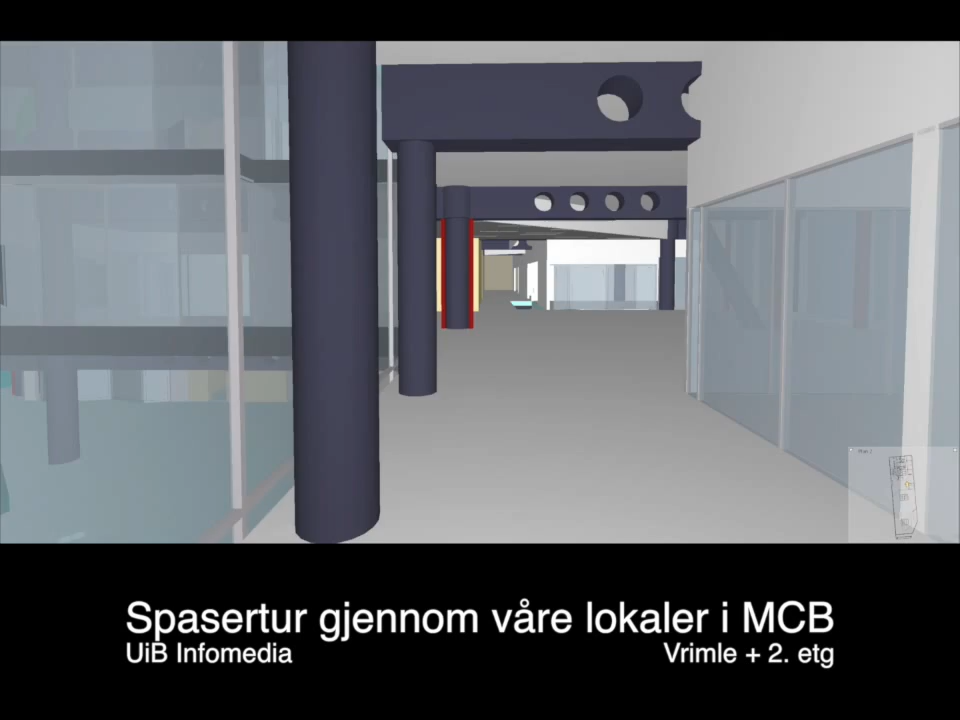 Spasertur gjennom våre lokaler i MCB
UiB Infomedia
Vrimle + 2. etg